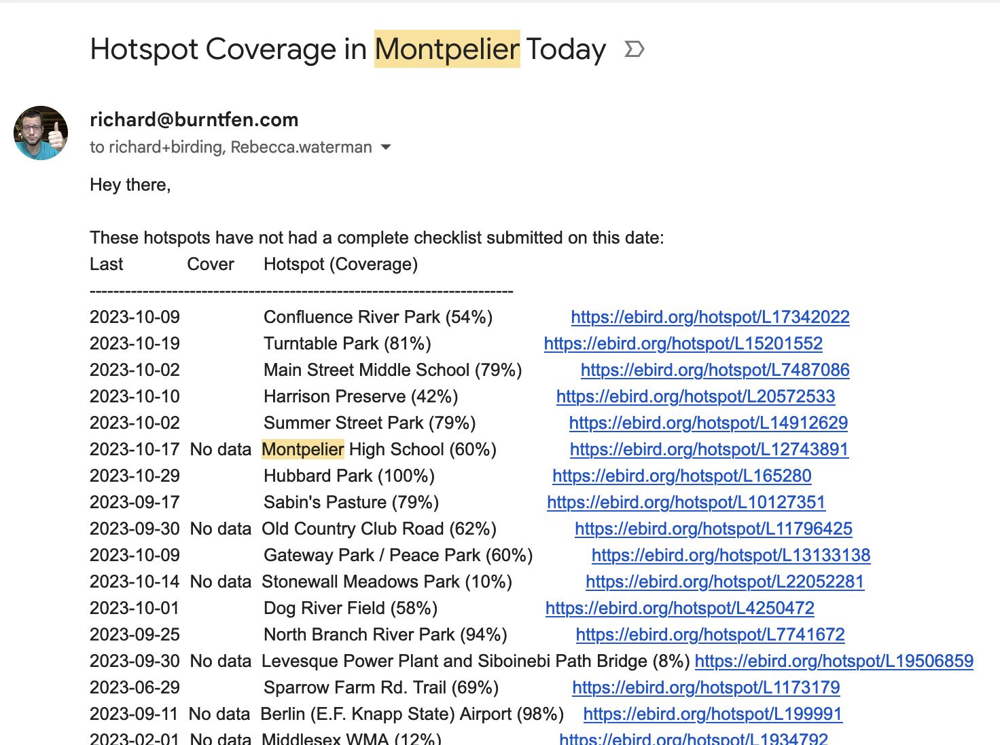 Hotspot Coverage in Montpelier Today
richard@burntfen.com
to richard+birding, Rebecca.waterman
Hey there,
These hotspots have not had a complete checklist submitted on this date:
Last Cover Hotspot (Coverage)
------------------------------------------------------------------------
2023-10-09 Confluence River Park (54%) https://ebird.org/hotspot/L17342022
2023-10-19 Turntable Park (81%) https://ebird.org/hotspot/L15201552
2023-10-02 Main Street Middle School (79%) https://ebird.org/hotspot/L7487086
2023-10-10 Harrison Preserve (42%) https://ebird.org/hotspot/L20572533
2023-10-02 Summer Street Park (79%) https://ebird.org/hotspot/L14912629
2023-10-17 No data Montpelier High School (60%) https://ebird.org/hotspot/L12743891
2023-10-29 Hubbard Park (100%) https://ebird.org/hotspot/L165280
2023-09-17 Sabin's Pasture (79%) https://ebird.org/hotspot/L10127351
2023-09-30 No data Old Country Club Road (62%) https://ebird.org/hotspot/L11796425
2023-10-09 Gateway Park / Peace Park (60%) https://ebird.org/hotspot/L13133138
2023-10-14 No data Stonewall Meadows Park (10%) https://ebird.org/hotspot/L22052281
2023-10-01 Dog River Field (58%) https://ebird.org/hotspot/L4250472
2023-09-25 North Branch River Park (94%) https://ebird.org/hotspot/L7741672
2023-09-30 No data Levesque Power Plant and Siboinebi Path Bridge (8%) https://ebird.org/hotspot/L19506859
2023-06-29 Sparrow Farm Rd. Trail (69%) https://ebird.org/hotspot/L1173179
2023-09-11 No data Berlin (E.F. Knapp State) Airport (98%) https://ebird.org/hotspot/L199991
2023-02-01 No data Middlesex WMA (12%) https://ebird.org/hotspot/L1934792